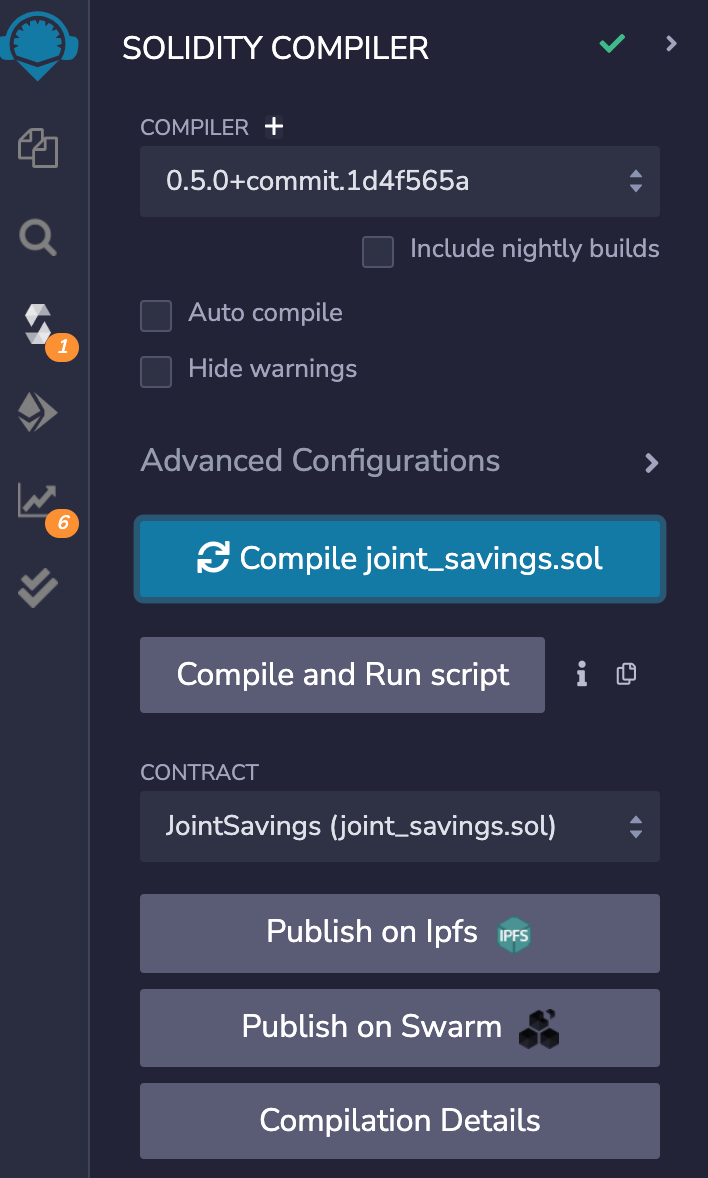 SOLIDITY COMPILER
COMPILER
0.5.0+commit.1d4f565a
Include nightly builds
Auto compile
1
Hide warnings
Advanced Configurations
6
Compile joint_savings.sol
Compile and Run script
CONTRACT
JointSavings (joint_savings.sol)
Publish on Ipfs IPFS
Publish on Swarm
Compilation Details